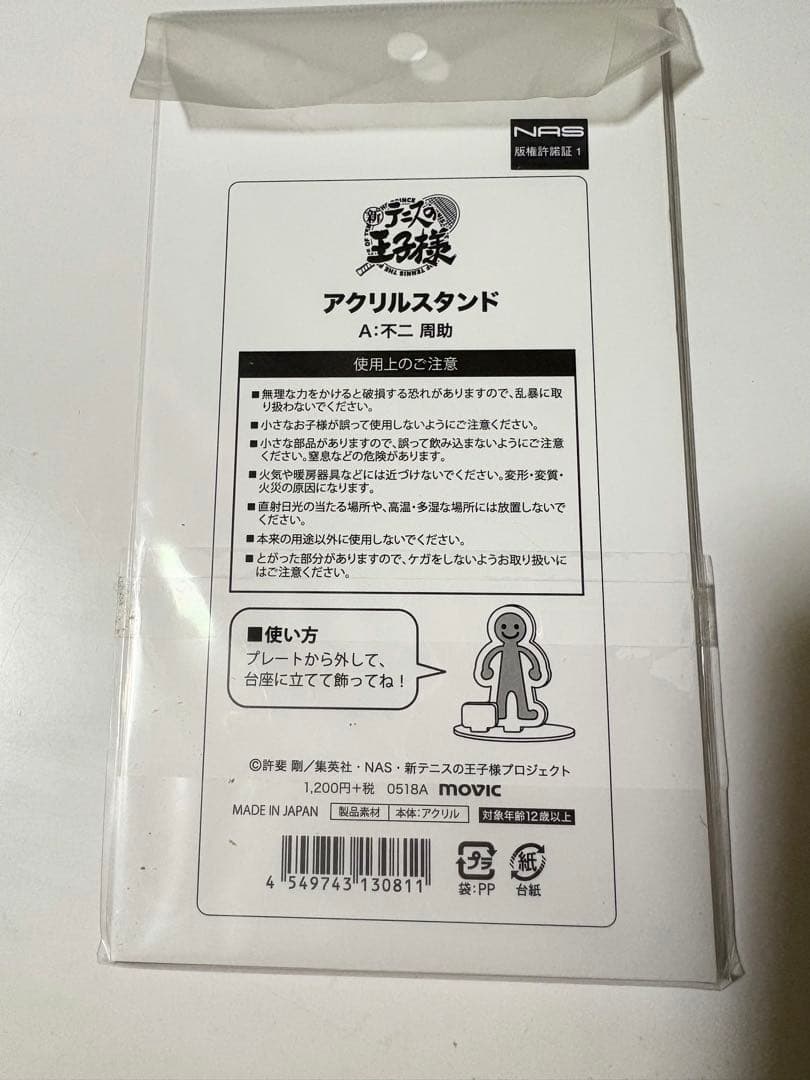 NAS
版権許諾証 1
新テニスの
王子様
アクリルスタンド
A:不二 周助
使用上のご注意
■無理な力をかけると破損する恐れがありますので、乱暴に取
り扱わないでください。
■小さなお子様が誤って使用しないようにご注意ください。
■小さな部品がありますので、誤って飲み込まないようにご注意
ください。窒息などの危険があります。
■火気や暖房器具などには近づけないでください。変形・変質・
火災の原因になります。
■直射日光の当たる場所や、高温・多湿な場所には放置しないで
ください。
■本来の用途以外に使用しないでください。
■とがった部分がありますので、ケガをしないようお取り扱いに
はご注意ください。
■使い方
プレートから外して、
台座に立てて飾ってね!
©許斐 剛/集英社・NAS・新テニスの王子様プロジェクト
1,200円+税 0518A movic
MADE IN JAPAN 製品素材 本体:アクリル 対象年齢12歳以上
4 549743 130811
プラ
袋:PP
紙
台紙